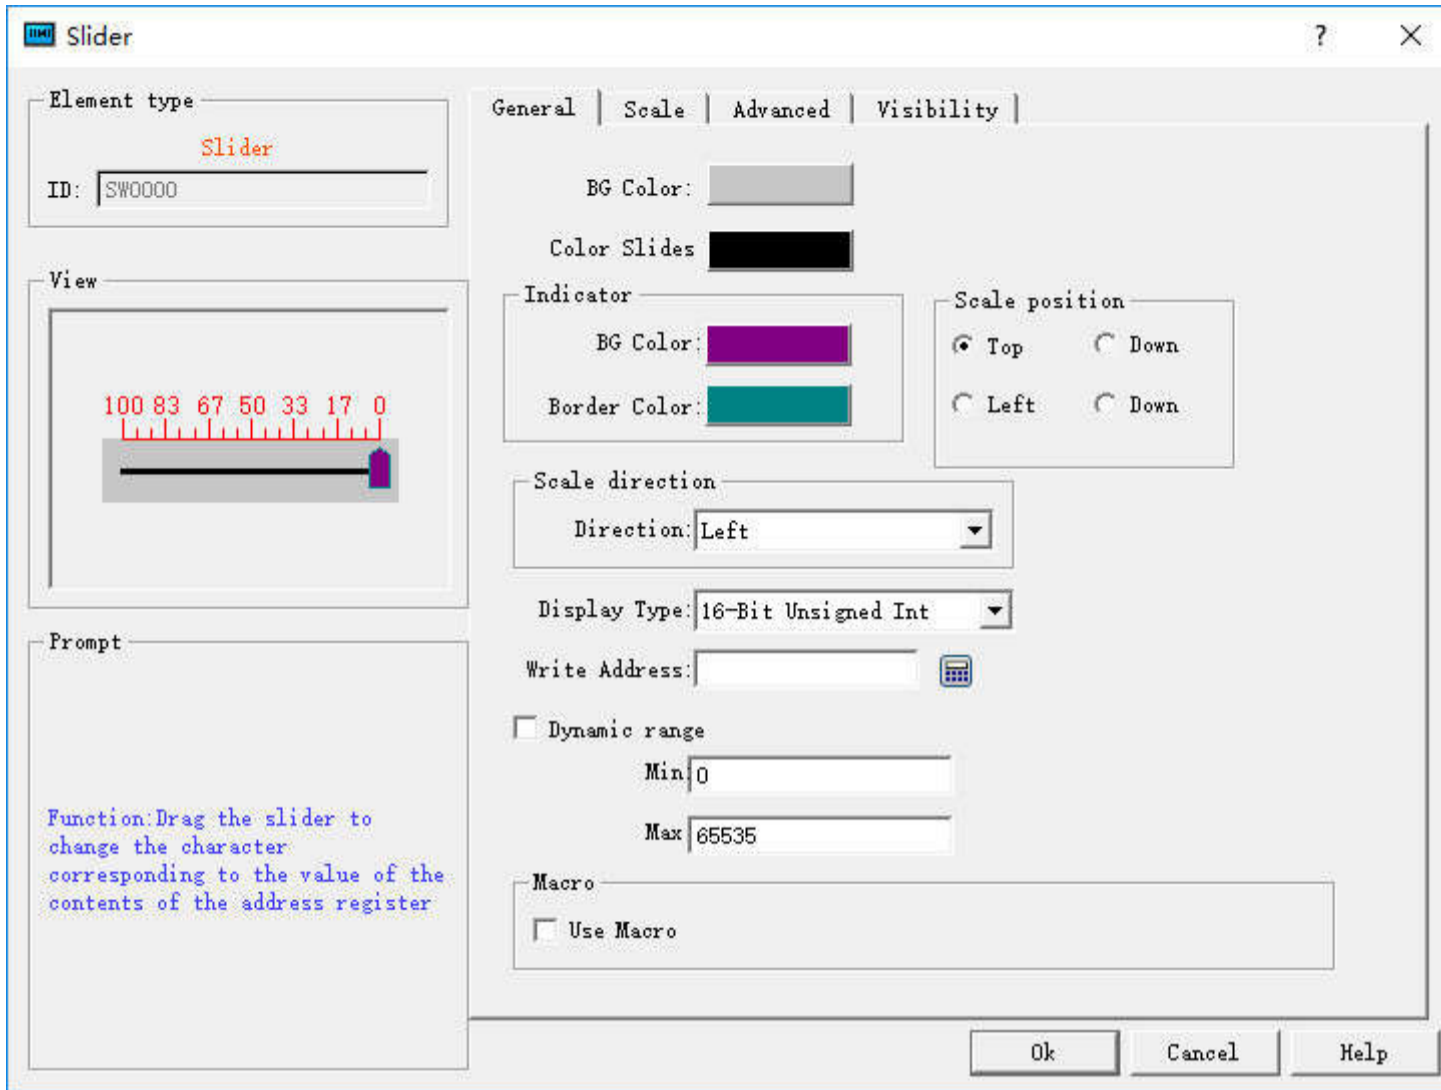 HMI Slider ?
Element type
Slider
ID: SW0000
View
100 83 67 50 33 17 0
Prompt
Function:Drag the slider to
change the character
corresponding to the value of the
contents of the address register
General Scale Advanced Visibility
BG Color:
Color Slides
Indicator
BG Color:
Border Color:
Scale position
Top Down
Left Down
Scale direction
Direction: Left
Display Type: 16-Bit Unsigned Int
Write Address:
Dynamic range
Min 0
Max 65535
Macro
Use Macro
Ok Cancel Help